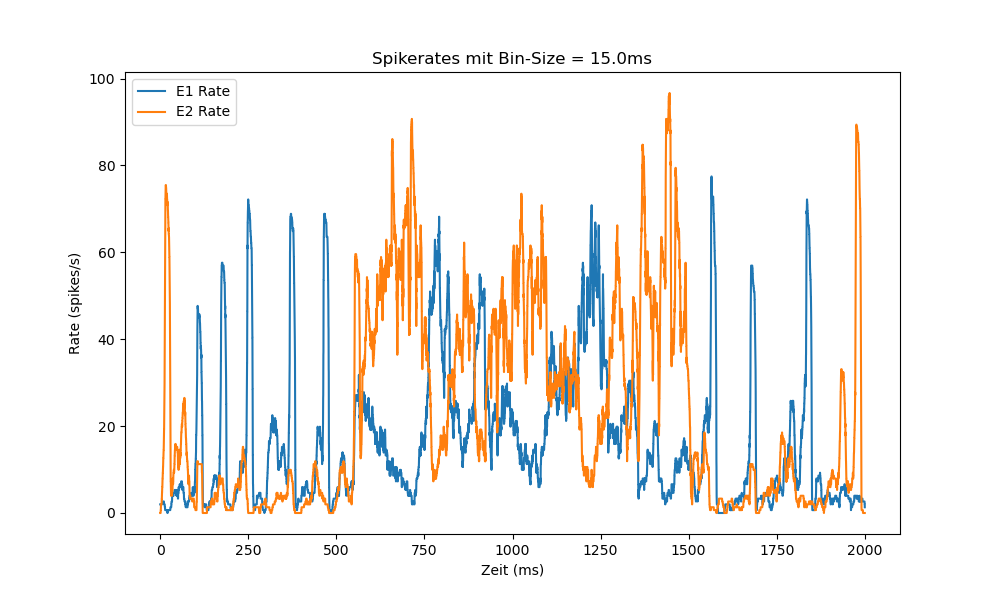 Spikerates mit Bin-Size = 15.0ms
E1 Rate
E2 Rate
100
80
60
40
20
0
Rate (spikes/s)
0 250 500 750 1000 1250 1500 1750 2000
Zeit (ms)